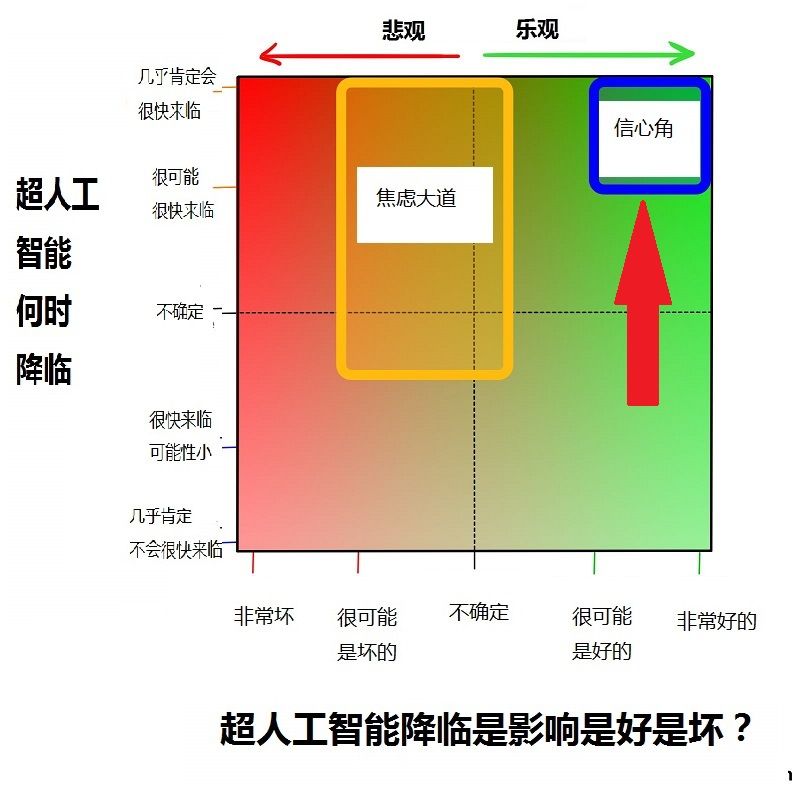 悲观
乐观
几乎肯定会
很快来临
很可能
很快来临
超人工
智能
何时
降临
不确定
很快来临
可能性小
几乎肯定
不会很快来临
焦虑大道
信心角
非常坏
很可能
是坏的
不确定
很可能
是好的
非常好的
超人工智能降临是影响是好是坏？